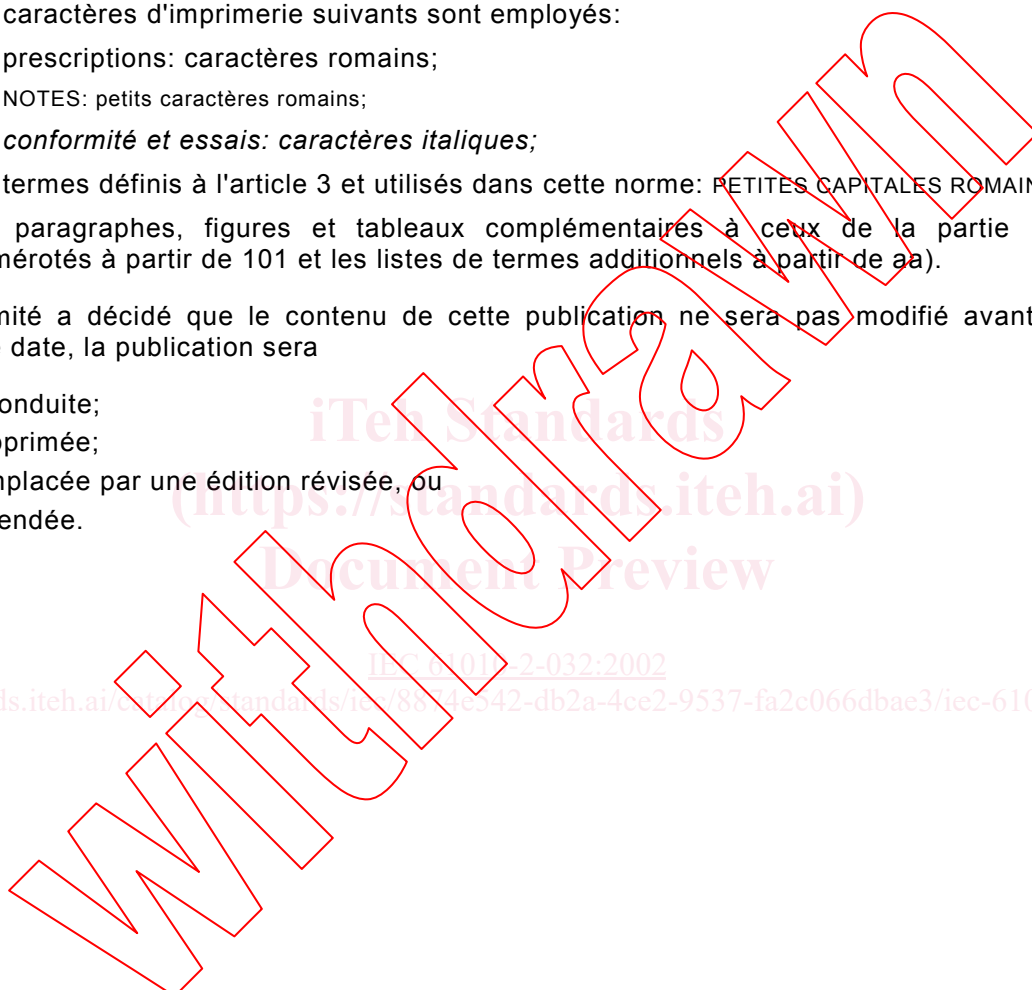 caractères d'imprimerie suivants sont employés:
prescriptions: caractères romains;
NOTES: petits caractères romains;
conformité et essais: caractères italiques;
termes définis à l'article 3 et utilisés dans cette norme: PETITES CAPITALES ROMAIN
paragraphes, figures et tableaux complémentaires à ceux de la partie
mérotés à partir de 101 et les listes de termes additionnels à partir de aa).
mité a décidé que le contenu de cette publication ne sera pas modifié avant
date, la publication sera
onduite;
primée;
placée par une édition révisée, ou
endée.
iTeh Standards
(https://standards.iteh.ai)
Document Preview
IEC 61010-2-032:2002
ds.iteh.ai/catalog/standards/iec/8874e542-db2a-4ce2-9537-fa2c066dbae3/iec-610
withdrawn